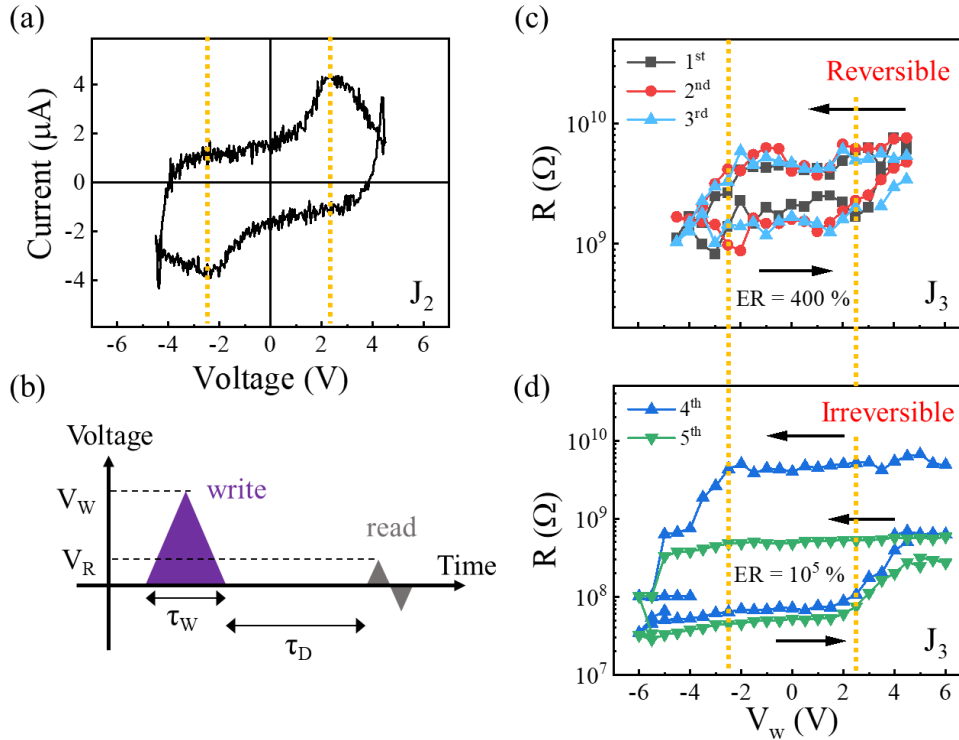 (a)
Current (μA)
4
2
0
-2
-4
J2
-6 -4 -2 0 2 4 6
Voltage (V)
(b)
Voltage
VW
write
VR
read
Time
τW
τD
(c)
1st
2nd
3rd
Reversible
R (Ω)
10^10
10^9
ER = 400 %
J3
(d)
4th
5th
Irreversible
R (Ω)
10^10
10^9
10^8
10^7
ER = 10^5 %
J3
-6 -4 -2 0 2 4 6
Vw (V)